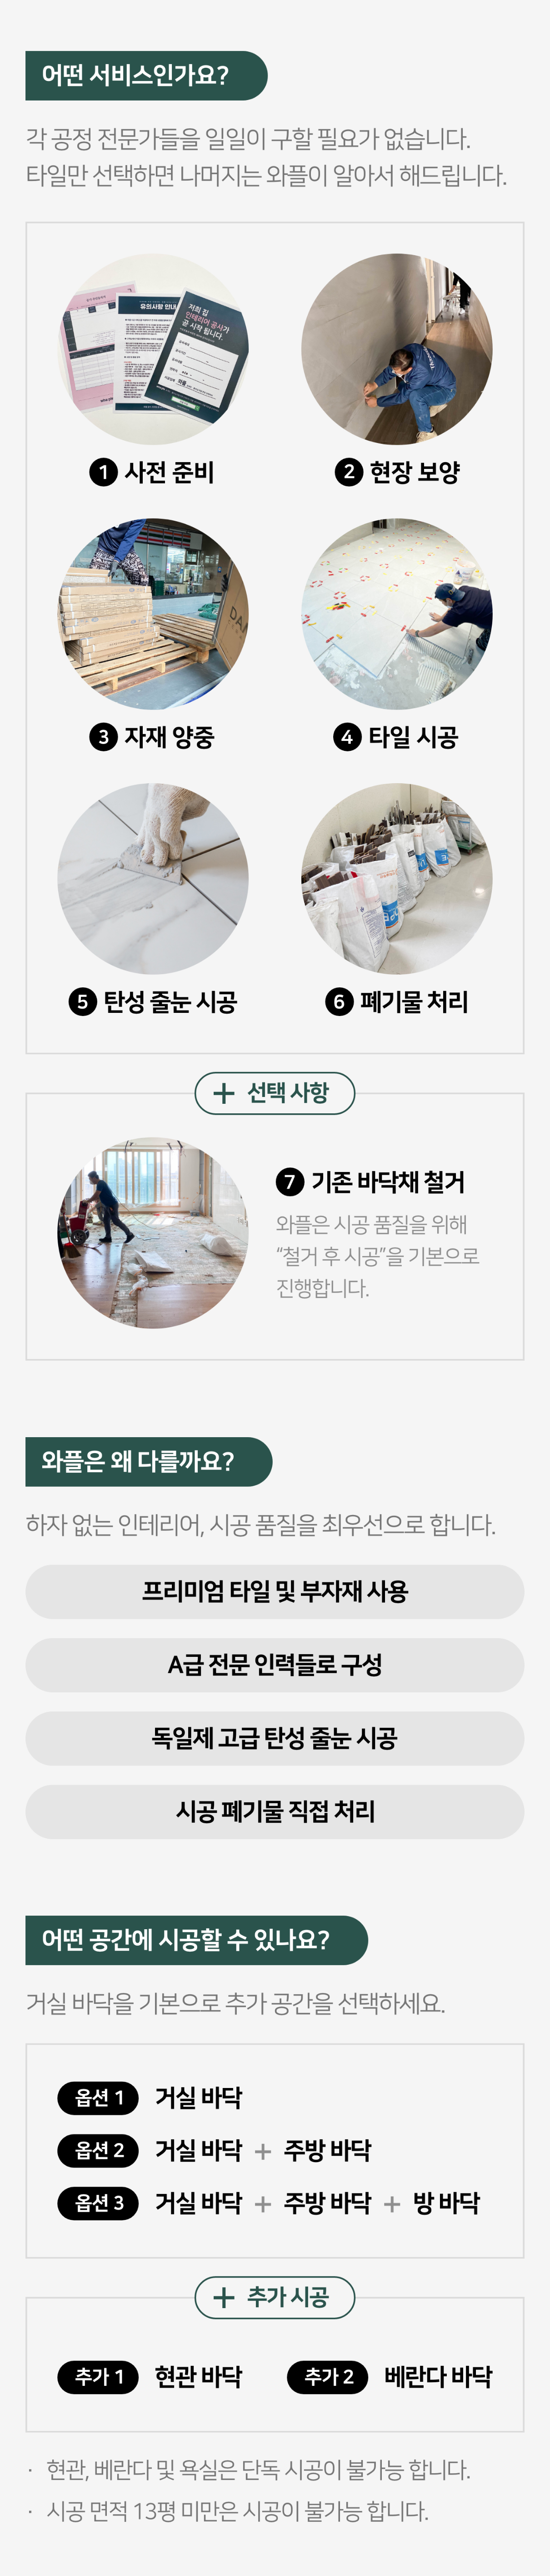 어떤 서비스인가요?
각 공정 전문가들을 일일이 구할 필요가 없습니다.
타일만 선택하면 나머지는 와플이 알아서 해드립니다.
유의사항 안내
저희 집
인테리어 공사가
곧 시작 됩니다.
1 사전 준비
2 현장 보양
3 자재 양중
4 타일 시공
5 탄성 줄눈 시공
6 폐기물 처리
+ 선택 사항
7 기존 바닥채 철거
와플은 시공 품질을 위해
“철거 후 시공”을 기본으로
진행합니다.
와플은 왜 다를까요?
하자 없는 인테리어, 시공 품질을 최우선으로 합니다.
프리미엄 타일 및 부자재 사용
A급 전문 인력들로 구성
독일제 고급 탄성 줄눈 시공
시공 폐기물 직접 처리
어떤 공간에 시공할 수 있나요?
거실 바닥을 기본으로 추가 공간을 선택하세요.
옵션 1 거실 바닥
옵션 2 거실 바닥 + 주방 바닥
옵션 3 거실 바닥 + 주방 바닥 + 방 바닥
+ 추가 시공
추가 1 현관 바닥 추가 2 베란다 바닥
· 현관, 베란다 및 욕실은 단독 시공이 불가능 합니다.
· 시공 면적 13평 미만은 시공이 불가능 합니다.